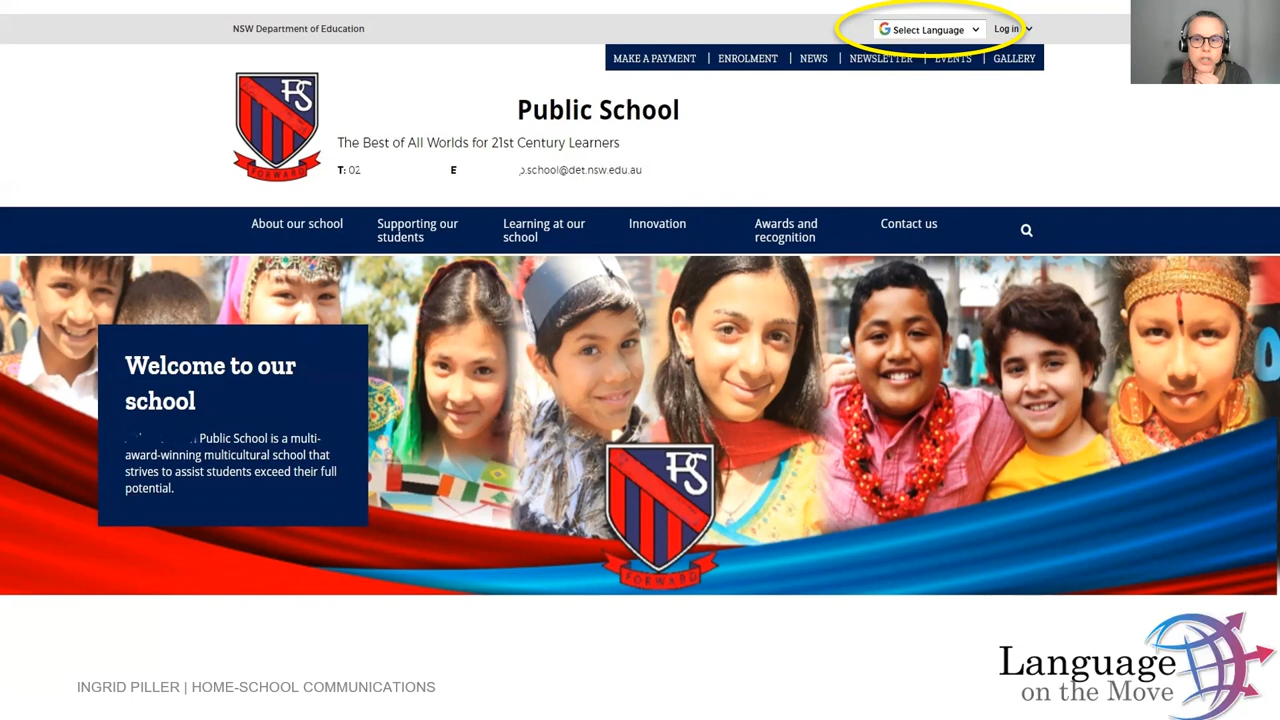 NSW Department of Education
Select Language
Log in
MAKE A PAYMENT | ENROLMENT | NEWS | NEWSLETTER | EVENTS | GALLERY
PS
FORWARD
Public School
The Best of All Worlds for 21st Century Learners
T: 02
E
p.school@det.nsw.edu.au
About our school
Supporting our
students
Learning at our
school
Innovation
Awards and
recognition
Contact us
Welcome to our
school
Public School is a multi-
award-winning multicultural school that
strives to assist students exceed their full
potential.
PS
FORWARD
INGRID PILLER | HOME-SCHOOL COMMUNICATIONS
Language
on the Move